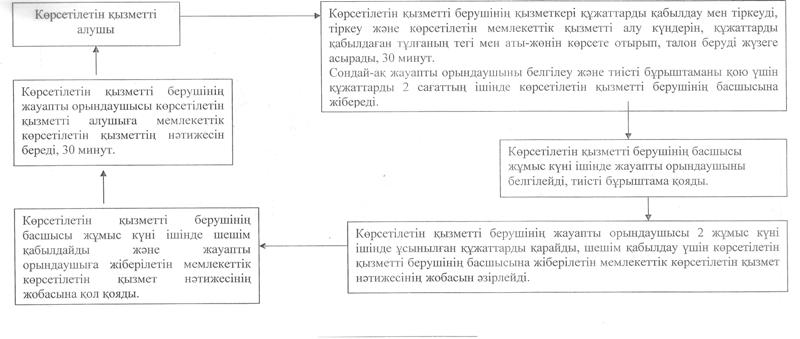 Көрсетілетін қызметті
алушы
Көрсетілетін қызметті берушінің қызметкері құжаттарды қабылдау мен тіркеуді,
тіркеу және көрсетілетін мемлекеттік қызметті алу күндерін, құжаттарды
қабылдаған тұлғаның тегі мен аты-жөнін көрсете отырып, талон беруді жүзеге
асырады, 30 минут.
Сондай-ақ жауапты орындаушыны белгілеу және тиісті бұрыштаманы қою үшін
құжаттарды 2 сағаттың ішінде көрсетілетін қызметті берушінің басшысына
жібереді.
Көрсетілетін қызметті берушінің басшысы
жұмыс күні ішінде жауапты орындаушыны
белгілейді, тиісті бұрыштама қояды.
Көрсетілетін қызметті берушінің жауапты орындаушысы 2 жұмыс күні
ішінде ұсынылған құжаттарды қарайды, шешім қабылдау үшін көрсетілетін
қызметті берушінің басшысына жіберілетін мемлекеттік көрсетілетін қызмет
нәтижесінің жобасын әзірлейді.
Көрсетілетін қызметті берушінің
басшысы жұмыс күні ішінде шешім
қабылдайды және жауапты
орындаушыға жіберілетін мемлекеттік
көрсетілетін қызмет нәтижесінің
жобасына қол қояды.
Көрсетілетін қызметті берушінің
жауапты орындаушысы көрсетілетін
қызметті алушыға мемлекеттік
көрсетілетін қызметтің нәтижесін
береді, 30 минут.